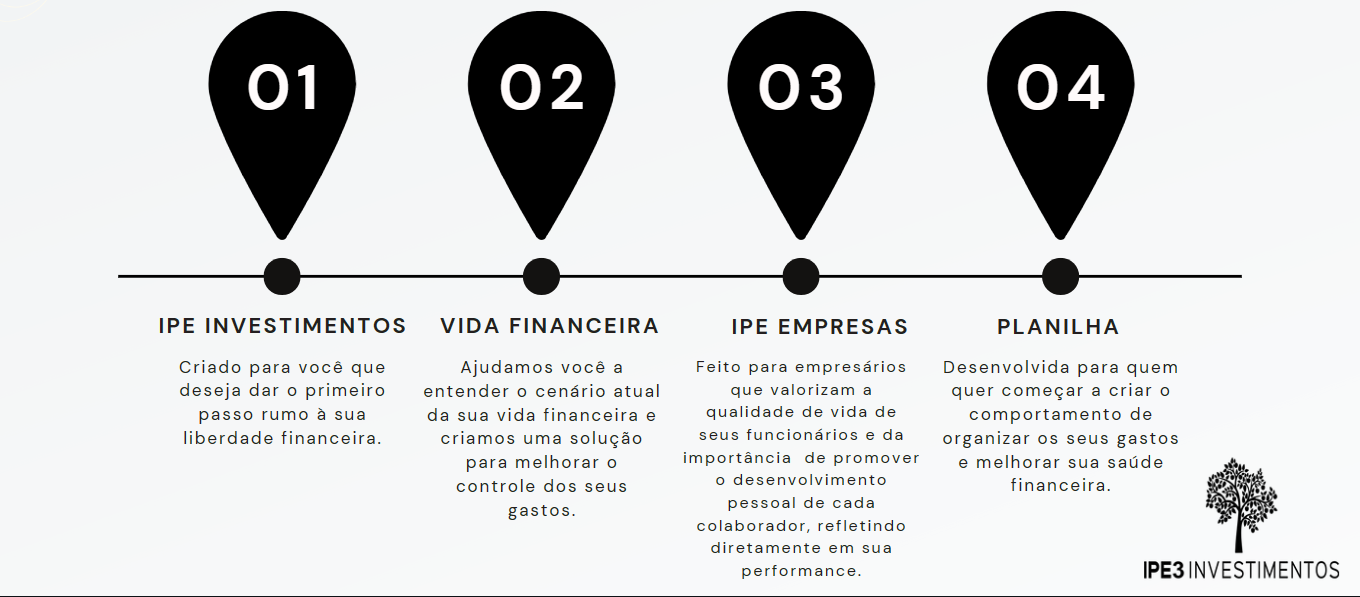 01
02
03
04
IPE INVESTIMENTOS
Criado para você que
deseja dar o primeiro
passo rumo à sua
liberdade financeira.
VIDA FINANCEIRA
Ajudamos você a
entender o cenário atual
da sua vida financeira e
criamos uma solução
para melhorar o
controle dos seus
gastos.
IPE EMPRESAS
Feito para empresários
que valorizam a
qualidade de vida de
seus funcionários e da
importância  de promover
o desenvolvimento
pessoal de cada
colaborador, refletindo
diretamente em sua
performance.
PLANILHA
Desenvolvida para quem
quer começar a criar o
comportamento de
organizar os seus gastos
e melhorar sua saúde
financeira.
IPE3 INVESTIMENTOS